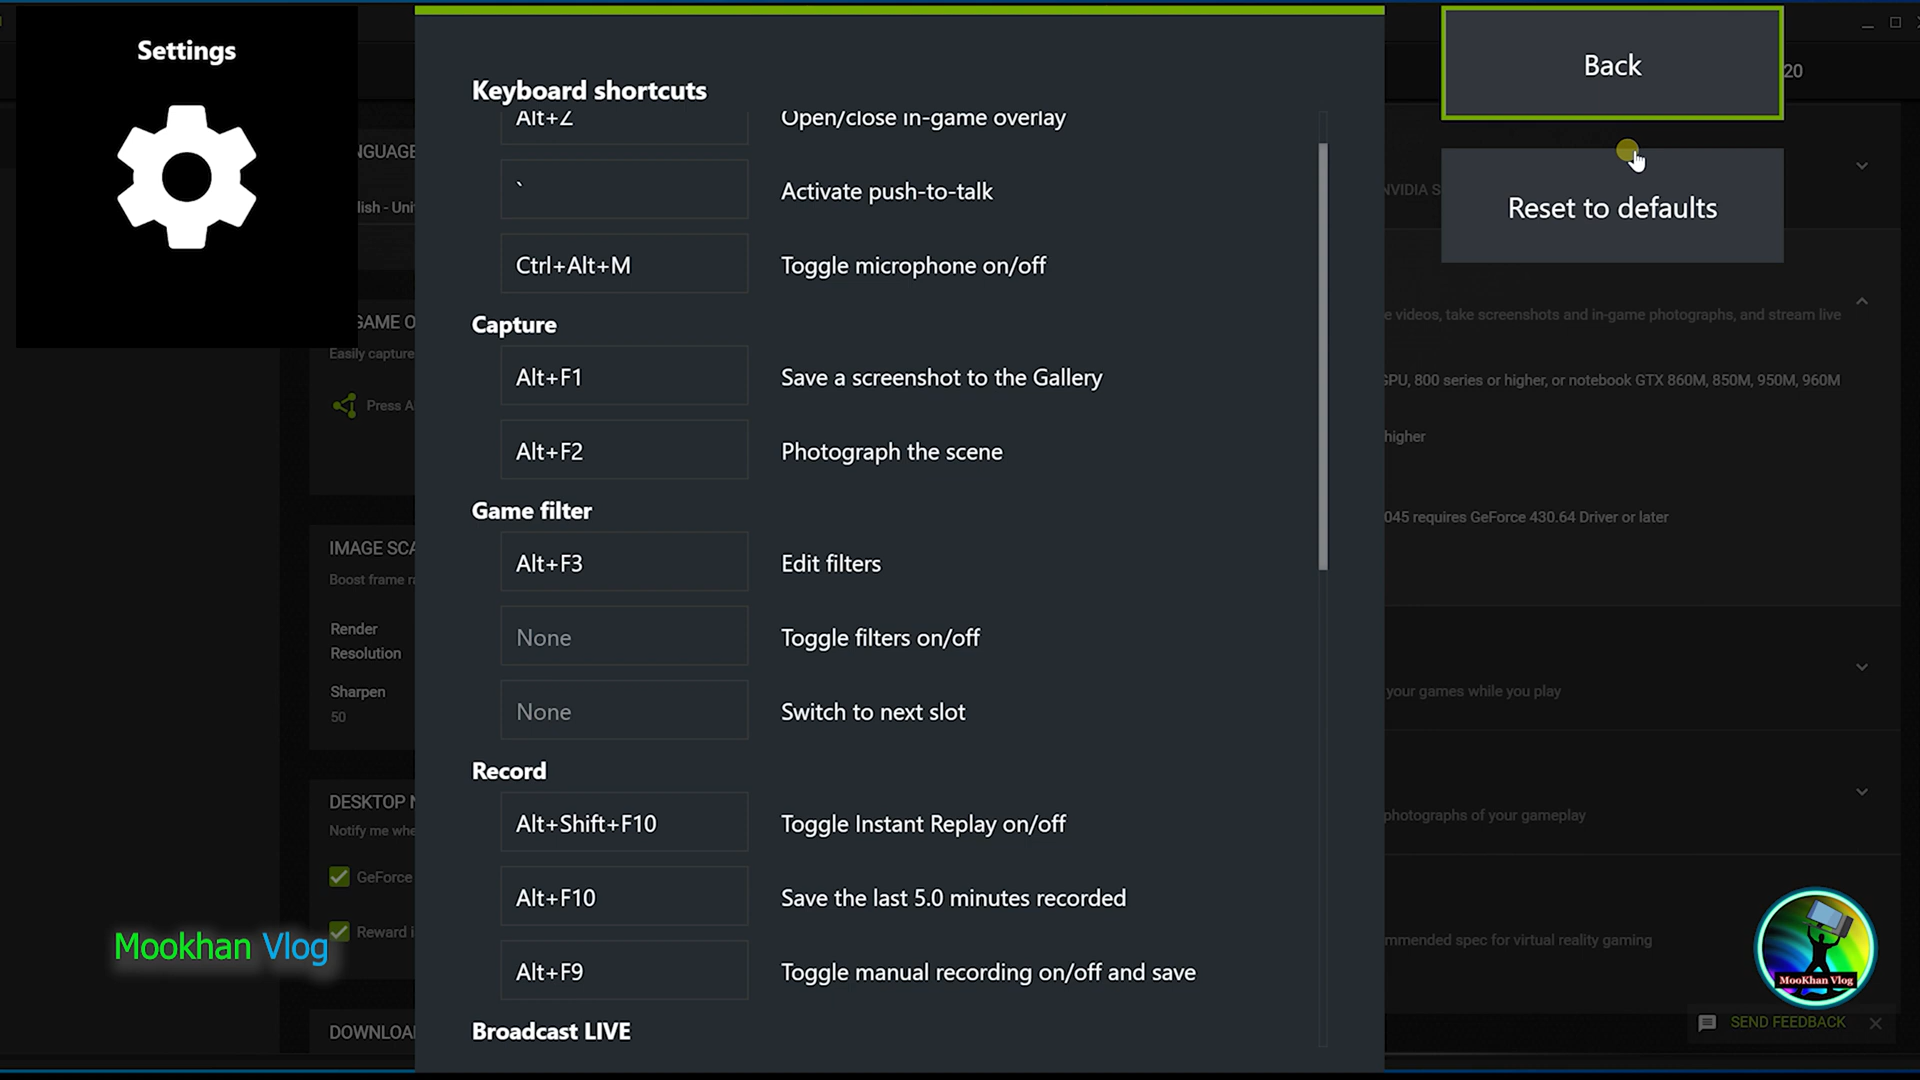 Settings
Keyboard shortcuts
Alt+Z
Open/close in-game overlay
`
Activate push-to-talk
Ctrl+Alt+M
Toggle microphone on/off
Capture
Alt+F1
Save a screenshot to the Gallery
Alt+F2
Photograph the scene
Game filter
Alt+F3
Edit filters
None
Toggle filters on/off
None
Switch to next slot
Record
Alt+Shift+F10
Toggle Instant Replay on/off
Alt+F10
Save the last 5.0 minutes recorded
Alt+F9
Toggle manual recording on/off and save
Broadcast LIVE
Back
Reset to defaults
20
NGUAGE
lish - Uni
GAME O
Easily capture
Press A
IMAGE SCA
Boost frame r
Render
Resolution
Sharpen
50
DESKTOP N
Notify me whe
GeForce
Reward i
DOWNLOA
NVIDIA S
e videos, take screenshots and in-game photographs, and stream live
GPU, 800 series or higher, or notebook GTX 860M, 850M, 950M, 960M
higher
045 requires GeForce 430.64 Driver or later
your games while you play
photographs of your gameplay
mmended spec for virtual reality gaming
SEND FEEDBACK
Mookhan Vlog
MooKhan Vlog